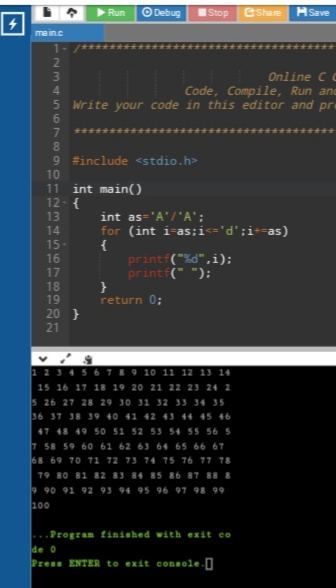 Run Debug Stop Share Save
main.c
1 /************************************
2
3 Online C C
4 Code, Compile, Run and
5 Write your code in this editor and pre
6
7 *************************************
8
9 #include <stdio.h>
10
11 int main()
12 {
13 int as='A'/'A';
14 for (int i=as;i<='d';i+=as)
15 {
16 printf("%d",i);
17 printf(" ");
18 }
19 return 0;
20 }
21
1 2 3 4 5 6 7 8 9 10 11 12 13 14
15 16 17 18 19 20 21 22 23 24 2
5 26 27 28 29 30 31 32 33 34 35
36 37 38 39 40 41 42 43 44 45 46
47 48 49 50 51 52 53 54 55 56 5
7 58 59 60 61 62 63 64 65 66 67
68 69 70 71 72 73 74 75 76 77 78
79 80 81 82 83 84 85 86 87 88 8
9 90 91 92 93 94 95 96 97 98 99
100
...Program finished with exit co
de 0
Press ENTER to exit console.